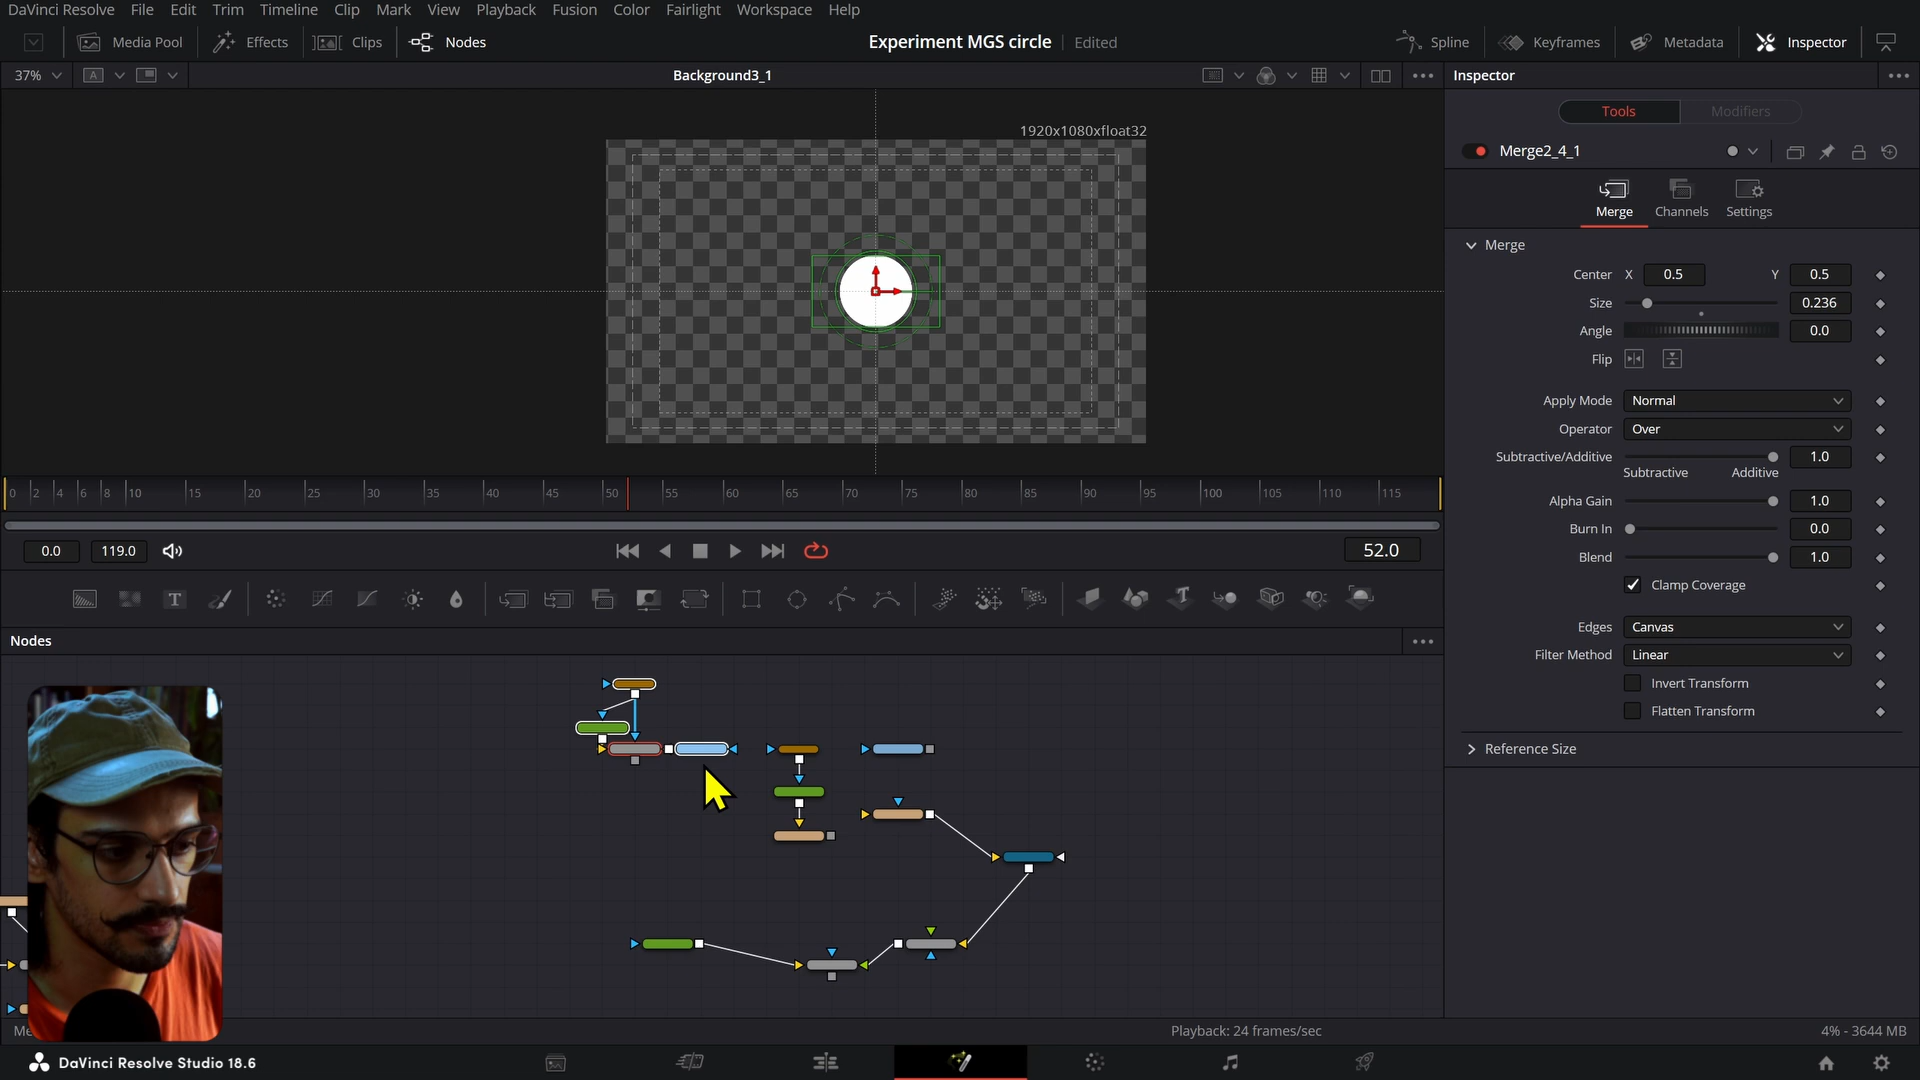 DaVinci Resolve File Edit Trim Timeline Clip Mark View Playback Fusion Color Fairlight Workspace Help
Media Pool Effects Clips Nodes Experiment MGS circle Edited Spline Keyframes Metadata Inspector
37% A Background3_1 Inspector
Tools Modifiers
1920x1080xfloat32
Merge2_4_1
Merge Channels Settings
Merge
Center X 0.5 Y 0.5
Size 0.236
Angle 0.0
Flip
Apply Mode Normal
Operator Over
Subtractive/Additive 1.0
Subtractive Additive
0 2 4 6 8 10 15 20 25 30 35 40 45 50 55 60 65 70 75 80 85 90 95 100 105 110 115
Alpha Gain 1.0
Burn In 0.0
0.0 119.0 52.0
Blend 1.0
Clamp Coverage
T
Edges Canvas
Nodes
Filter Method Linear
Invert Transform
Flatten Transform
Reference Size
Playback: 24 frames/sec 4% - 3644 MB
DaVinci Resolve Studio 18.6